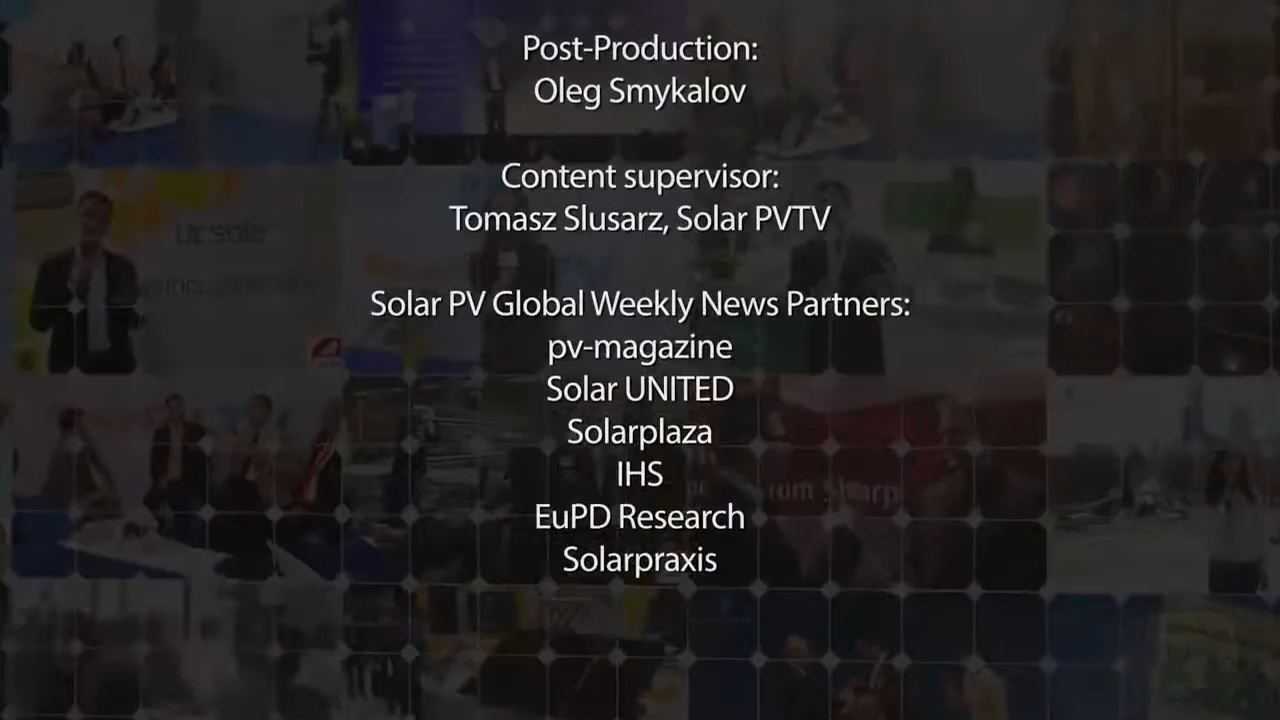 Post-Production:
Oleg Smykalov
Content supervisor:
Tomasz Slusarz, Solar PVTV
Solar PV Global Weekly News Partners:
pv-magazine
Solar UNITED
Solarplaza
IHS
EuPD Research
Solarpraxis